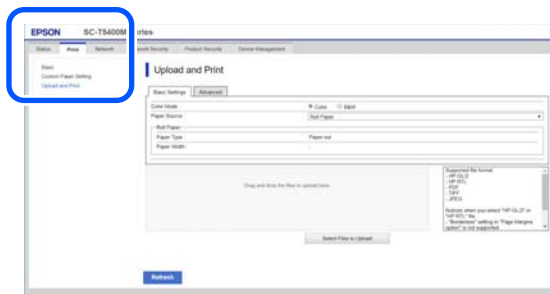 EPSON SC-T5400M eries
Status Print Network work Security Product Security Device Management
Basic
Custom Paper Setting
Upload and Print
Upload and Print
Basic Settings Advanced
Color Mode : Color B&W
Paper Source : Roll Paper
Roll Paper
Paper Type : Paper out
Paper Width : -
Drag and drop the files to upload here.
Supported file format
- HP-GL/2
- HP RTL
- PDF
- TIFF
- JPEG
Notices when you select "HP-GL/2" or
"HP RTL" file
- "Borderless" setting in "Page Margins
option" is not supported
Select Files to Upload
Refresh